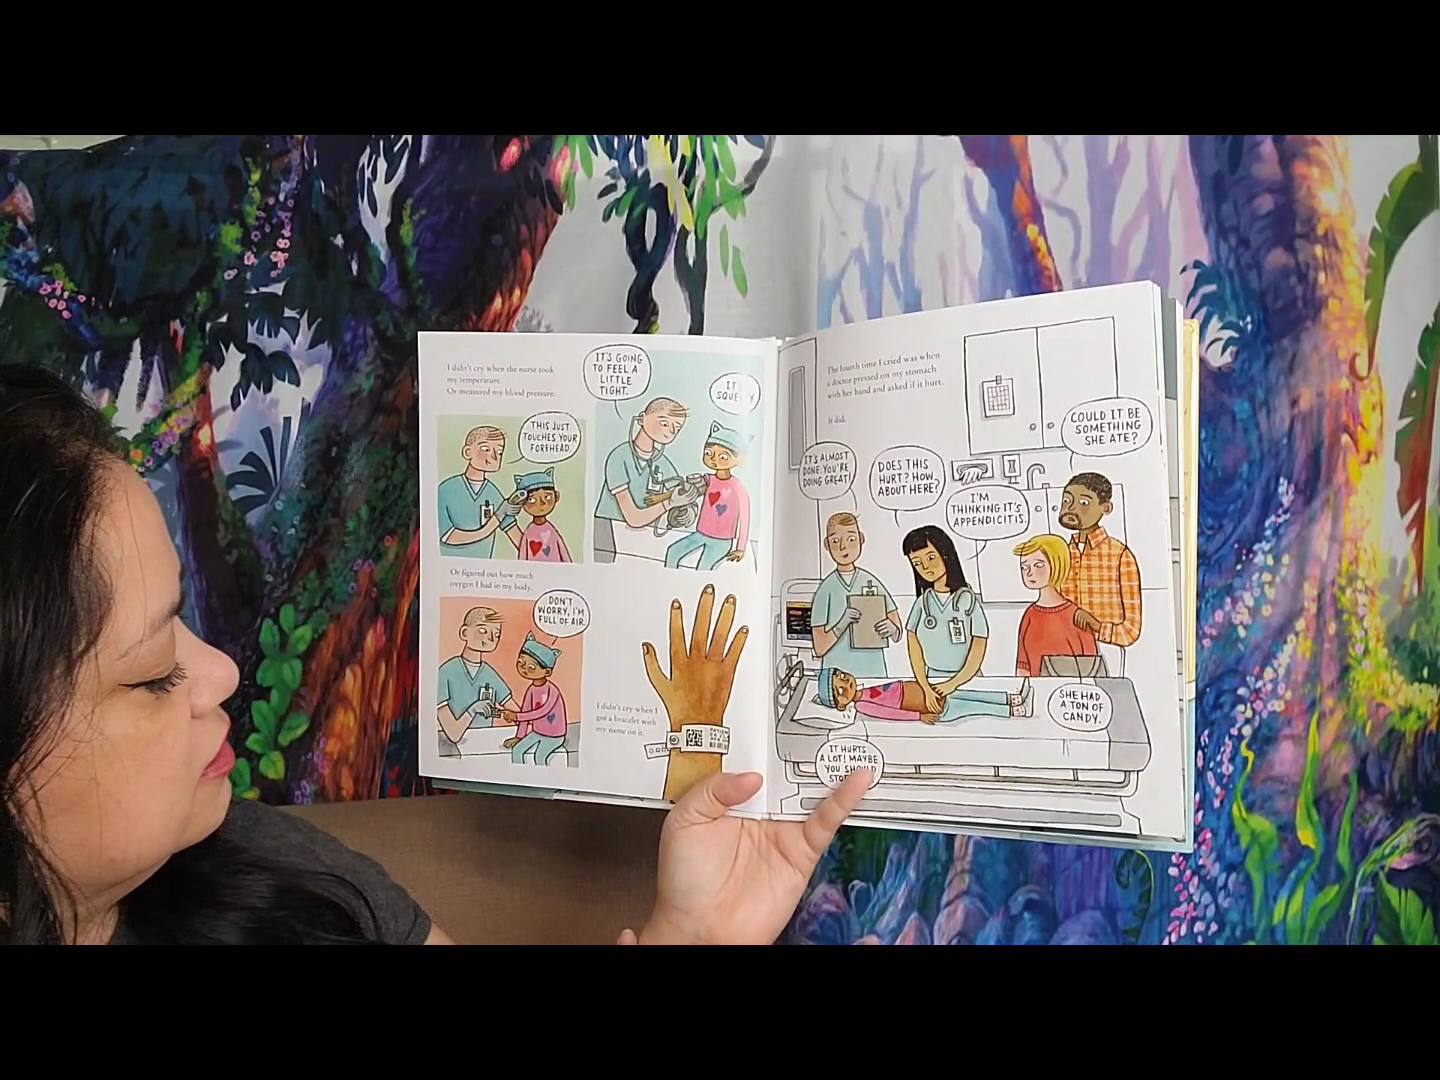 I didn't cry when the nurse took
my temperature.
Or measured my blood pressure.
THIS JUST
TOUCHES YOUR
FOREHEAD.
IT'S GOING
TO FEEL A
LITTLE
TIGHT.
IT'S
Or figured out how much
oxygen I had in my body.
DON'T
WORRY, I'M
FULL OF AIR.
I didn't cry when I
got a bracelet with
my name on it.
The fourth time I cried was when
a doctor pressed on my stomach
with her hand and asked if it hurt.
It did.
IT'S ALMOST
DONE. YOU'RE
DOING GREAT!
DOES THIS
HURT? HOW
ABOUT HERE?
I'M
THINKING IT'S
APPENDICITIS.
COULD IT BE
SOMETHING
SHE ATE?
SHE HAD
A TON OF
CANDY.
IT HURTS
A LOT! MAYBE
YOU SHOULD